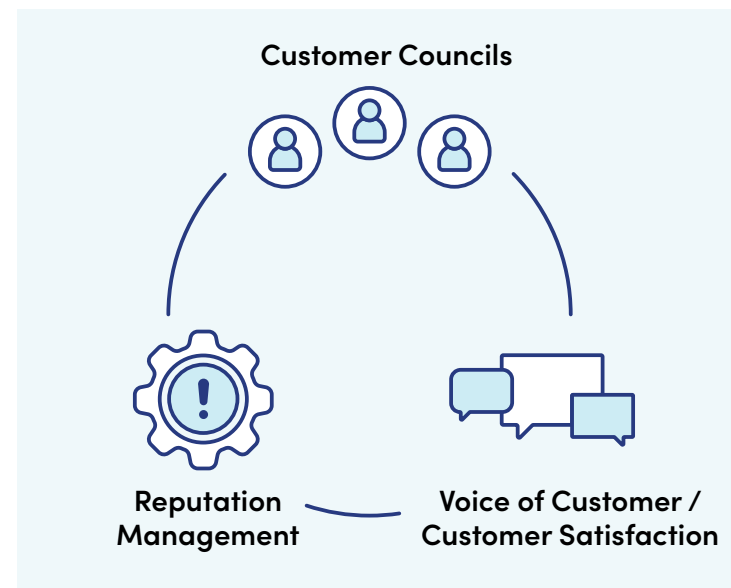 Customer Councils
Reputation
Management
Voice of Customer /
Customer Satisfaction